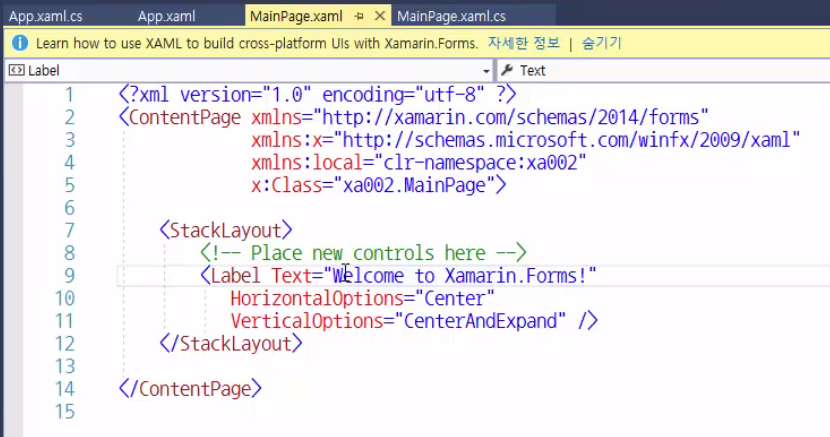 App.xaml.cs App.xaml MainPage.xaml MainPage.xaml.cs
Learn how to use XAML to build cross-platform UIs with Xamarin.Forms. 자세한 정보 | 숨기기
Label Text
1 <?xml version="1.0" encoding="utf-8" ?>
2 <ContentPage xmlns="http://xamarin.com/schemas/2014/forms"
3 xmlns:x="http://schemas.microsoft.com/winfx/2009/xaml"
4 xmlns:local="clr-namespace:xa002"
5 x:Class="xa002.MainPage">
6
7 <StackLayout>
8 <!-- Place new controls here -->
9 <Label Text="Welcome to Xamarin.Forms!"
10 HorizontalOptions="Center"
11 VerticalOptions="CenterAndExpand" />
12 </StackLayout>
13
14 </ContentPage>
15